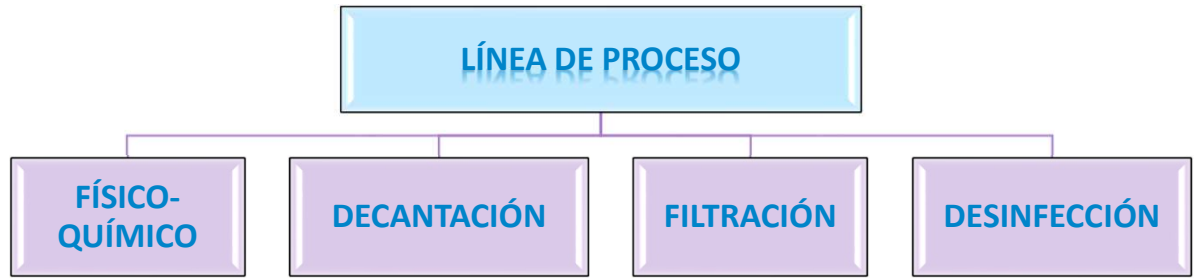 LÍNEA DE PROCESO
FÍSICO-
QUÍMICO
DECANTACIÓN
FILTRACIÓN
DESINFECCIÓN